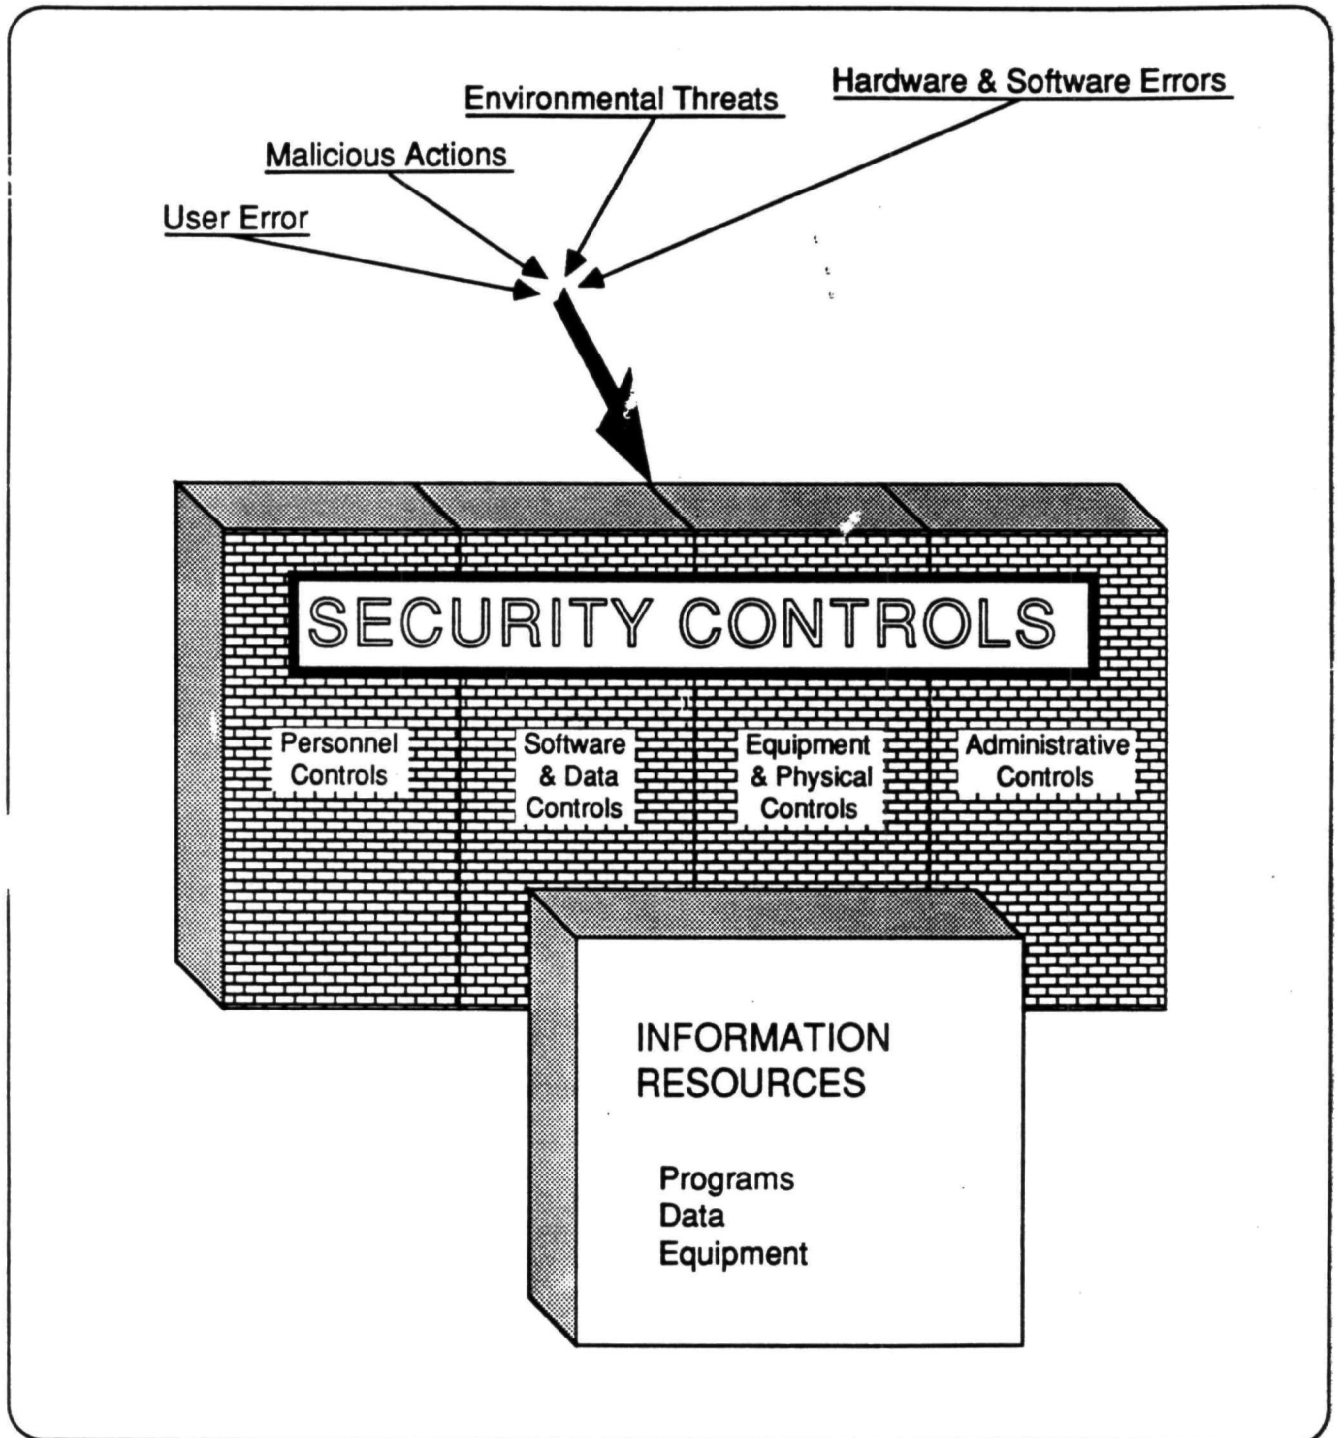 Hardware & Software Errors
Environmental Threats
Malicious Actions
User Error
SECURITY CONTROLS
Personnel
Controls
Software
& Data
Controls
Equipment
& Physical
Controls
Administrative
Controls
INFORMATION
RESOURCES
Programs
Data
Equipment